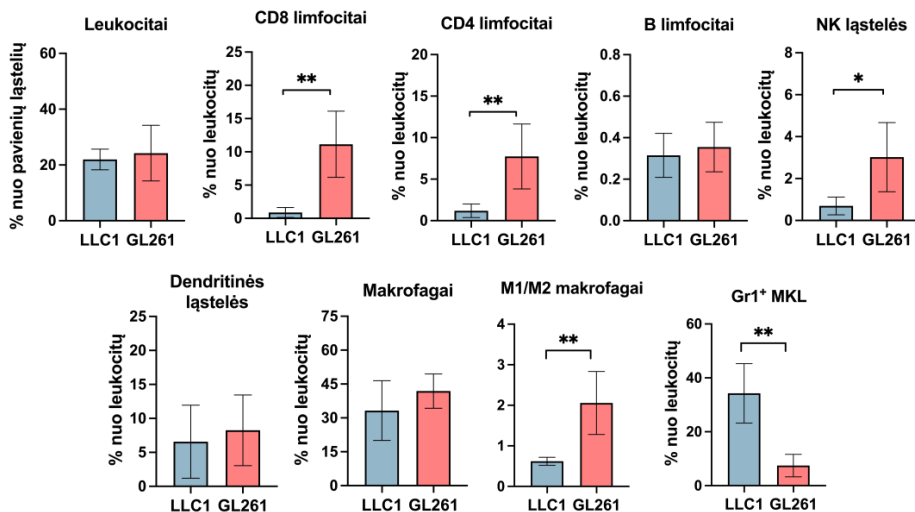 Leukocitai
% nuo pavienių ląstelių
60
40
20
0
LLC1 GL261
CD8 limfocitai
% nuo leukocitų
25
20
15
10
5
0
**
LLC1 GL261
CD4 limfocitai
% nuo leukocitų
20
15
10
5
0
**
LLC1 GL261
B limfocitai
% nuo leukocitų
0.8
0.6
0.4
0.2
0.0
LLC1 GL261
NK ląstelės
% nuo leukocitų
8
6
4
2
0
*
LLC1 GL261
Dendritinės
ląstelės
% nuo leukocitų
20
15
10
5
0
LLC1 GL261
Makrofagai
% nuo leukocitų
75
60
45
30
15
0
LLC1 GL261
M1/M2 makrofagai
% nuo leukocitų
4
3
2
1
0
**
LLC1 GL261
Gr1⁺ MKL
% nuo leukocitų
60
40
20
0
**
LLC1 GL261